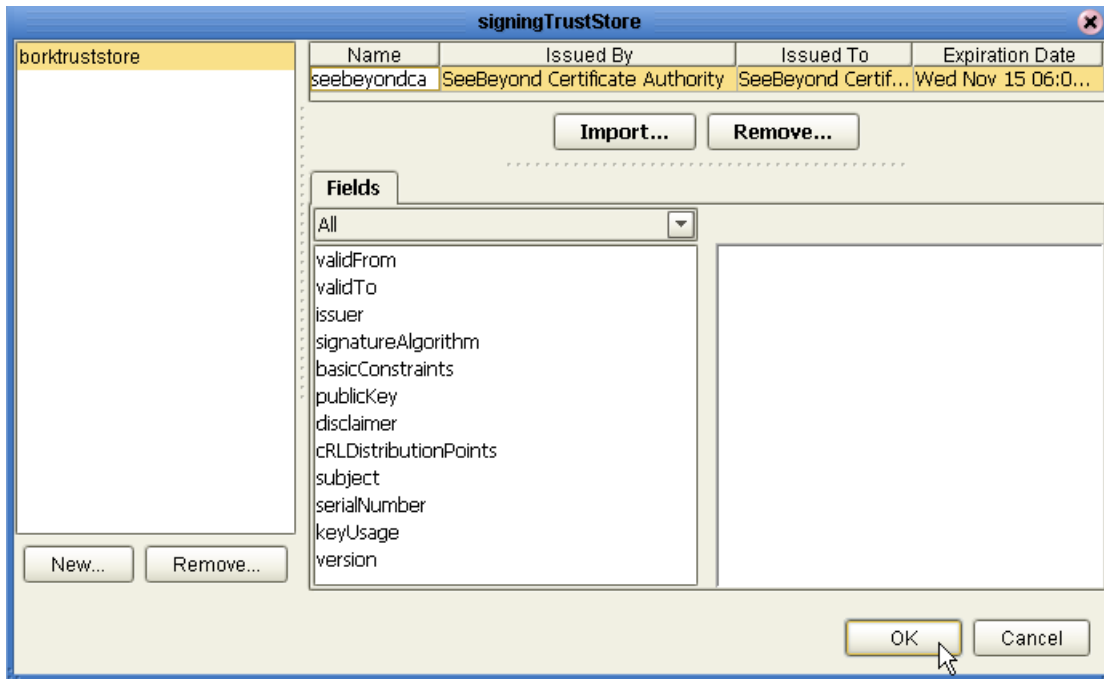 signingTrustStore
borktruststore
Name Issued By Issued To Expiration Date
seebeyondca SeeBeyond Certificate Authority SeeBeyond Certif... Wed Nov 15 06:0...
Import... Remove...
Fields
All
validFrom
validTo
issuer
signatureAlgorithm
basicConstraints
publicKey
disclaimer
cRLDistributionPoints
subject
serialNumber
keyUsage
version
New... Remove...
OK Cancel